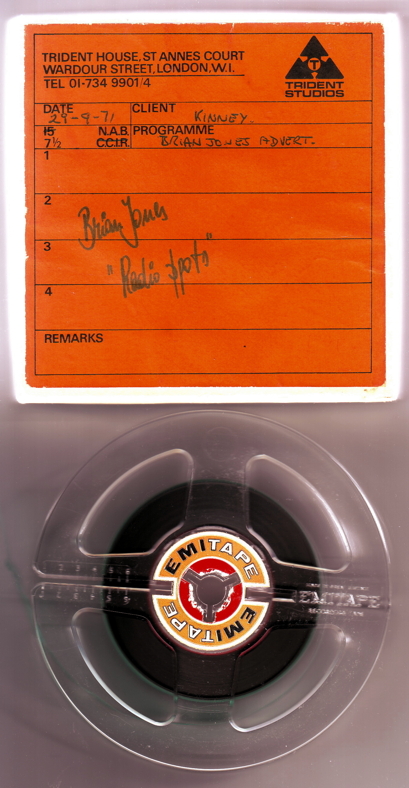 TRIDENT HOUSE, ST ANNES COURT
WARDOUR STREET, LONDON, W.I.
TEL 01-734 9901/4
T
TRIDENT
STUDIOS
DATE CLIENT
29-9-71 KINNEY.
15 N.A.B. PROGRAMME
7½ C.C.I.R. BRIAN JONES ADVERT.
1
2
Brian Jones
3
"Radio Spots"
4
REMARKS
EMITAPE
EMITAPE
EMITAPE